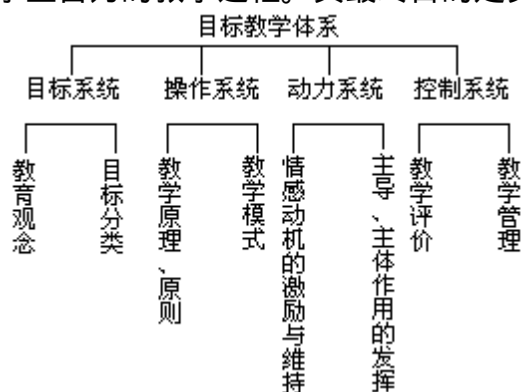 目标教学体系
目标系统 操作系统 动力系统 控制系统
教育观念
目标分类
教学原理、原则
教学模式
情感动机的激励与维持
主导、主体作用的发挥
教学评价
教学管理